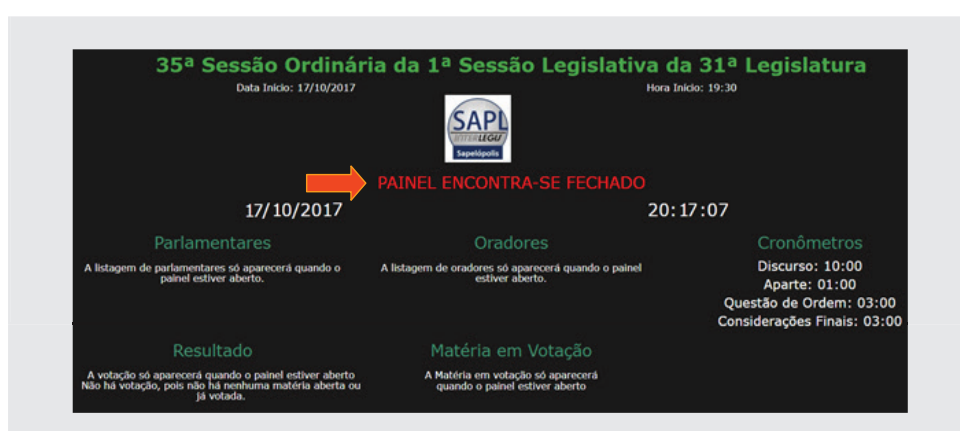 35ª Sessão Ordinária da 1ª Sessão Legislativa da 31ª Legislatura
Data Início: 17/10/2017
Hora Início: 19:30
SAPL
INTERLEGIS
Sapelópolis
PAINEL ENCONTRA-SE FECHADO
17/10/2017
20:17:07
Parlamentares
A listagem de parlamentares só aparecerá quando o
painel estiver aberto.
Oradores
A listagem de oradores só aparecerá quando o painel
estiver aberto.
Cronômetros
Discurso: 10:00
Aparte: 01:00
Questão de Ordem: 03:00
Considerações Finais: 03:00
Resultado
A votação só aparecerá quando o painel estiver aberto
Não há votação, pois não há nenhuma matéria aberta ou
já votada.
Matéria em Votação
A Matéria em votação só aparecerá
quando o painel estiver aberto